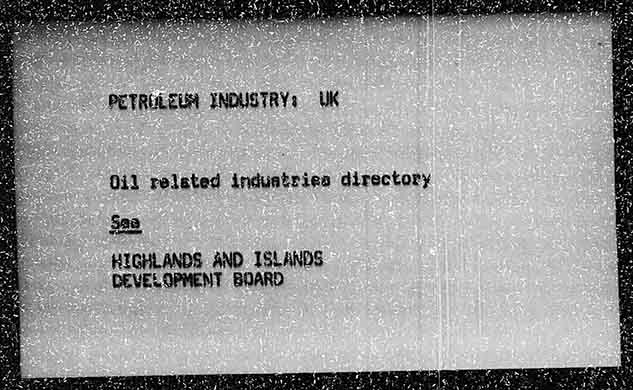 PETROLEUM INDUSTRY: UK
Oil related industries directory
See
HIGHLANDS AND ISLANDS
DEVELOPMENT BOARD